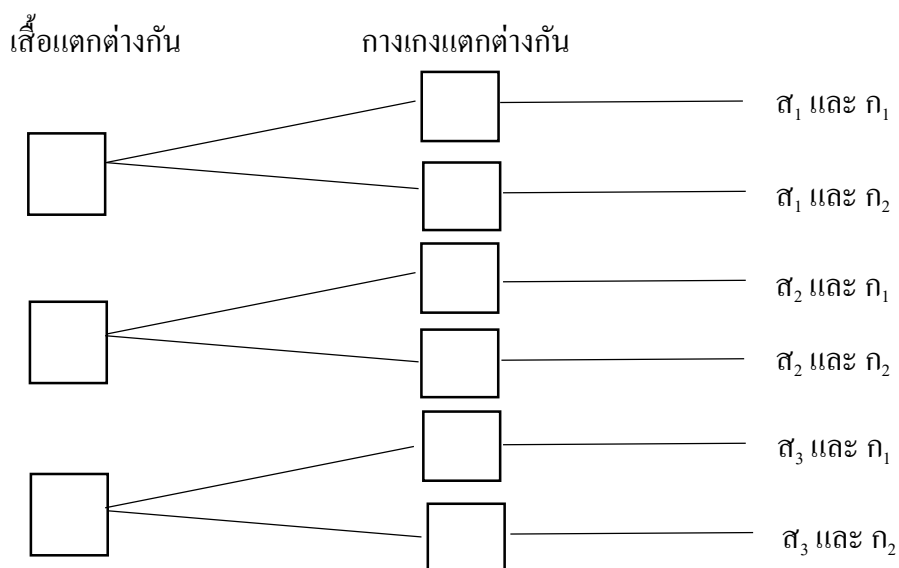 เสื้อแตกต่างกัน กางเกงแตกต่างกัน
ส₁ และ ก₁
ส₁ และ ก₂
ส₂ และ ก₁
ส₂ และ ก₂
ส₃ และ ก₁
ส₃ และ ก₂